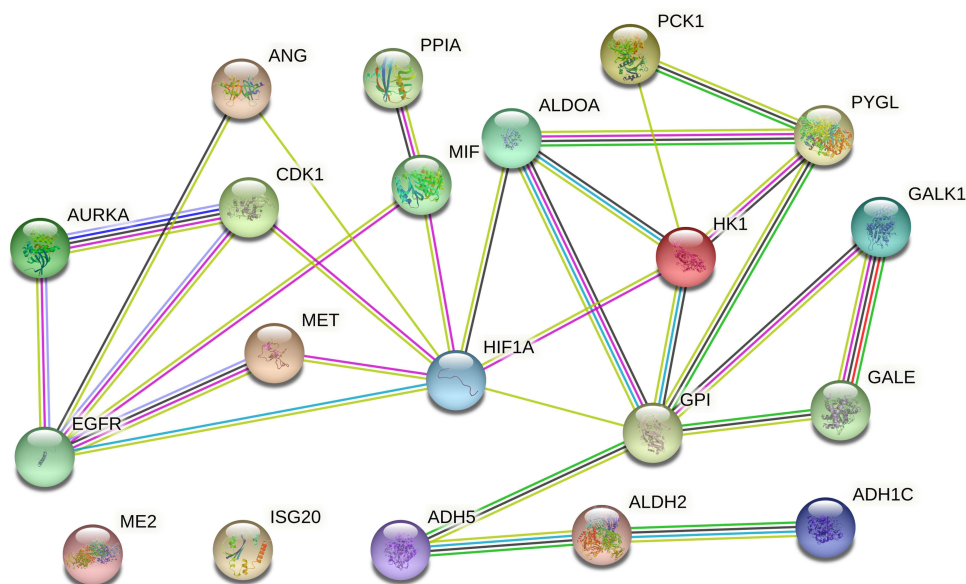 PCK1
ANG
PPIA
ALDOA
PYGL
MIF
CDK1
GALK1
AURKA
HK1
MET
HIF1A
GALE
GPI
EGFR
ME2
ISG20
ADH5
ALDH2
ADH1C